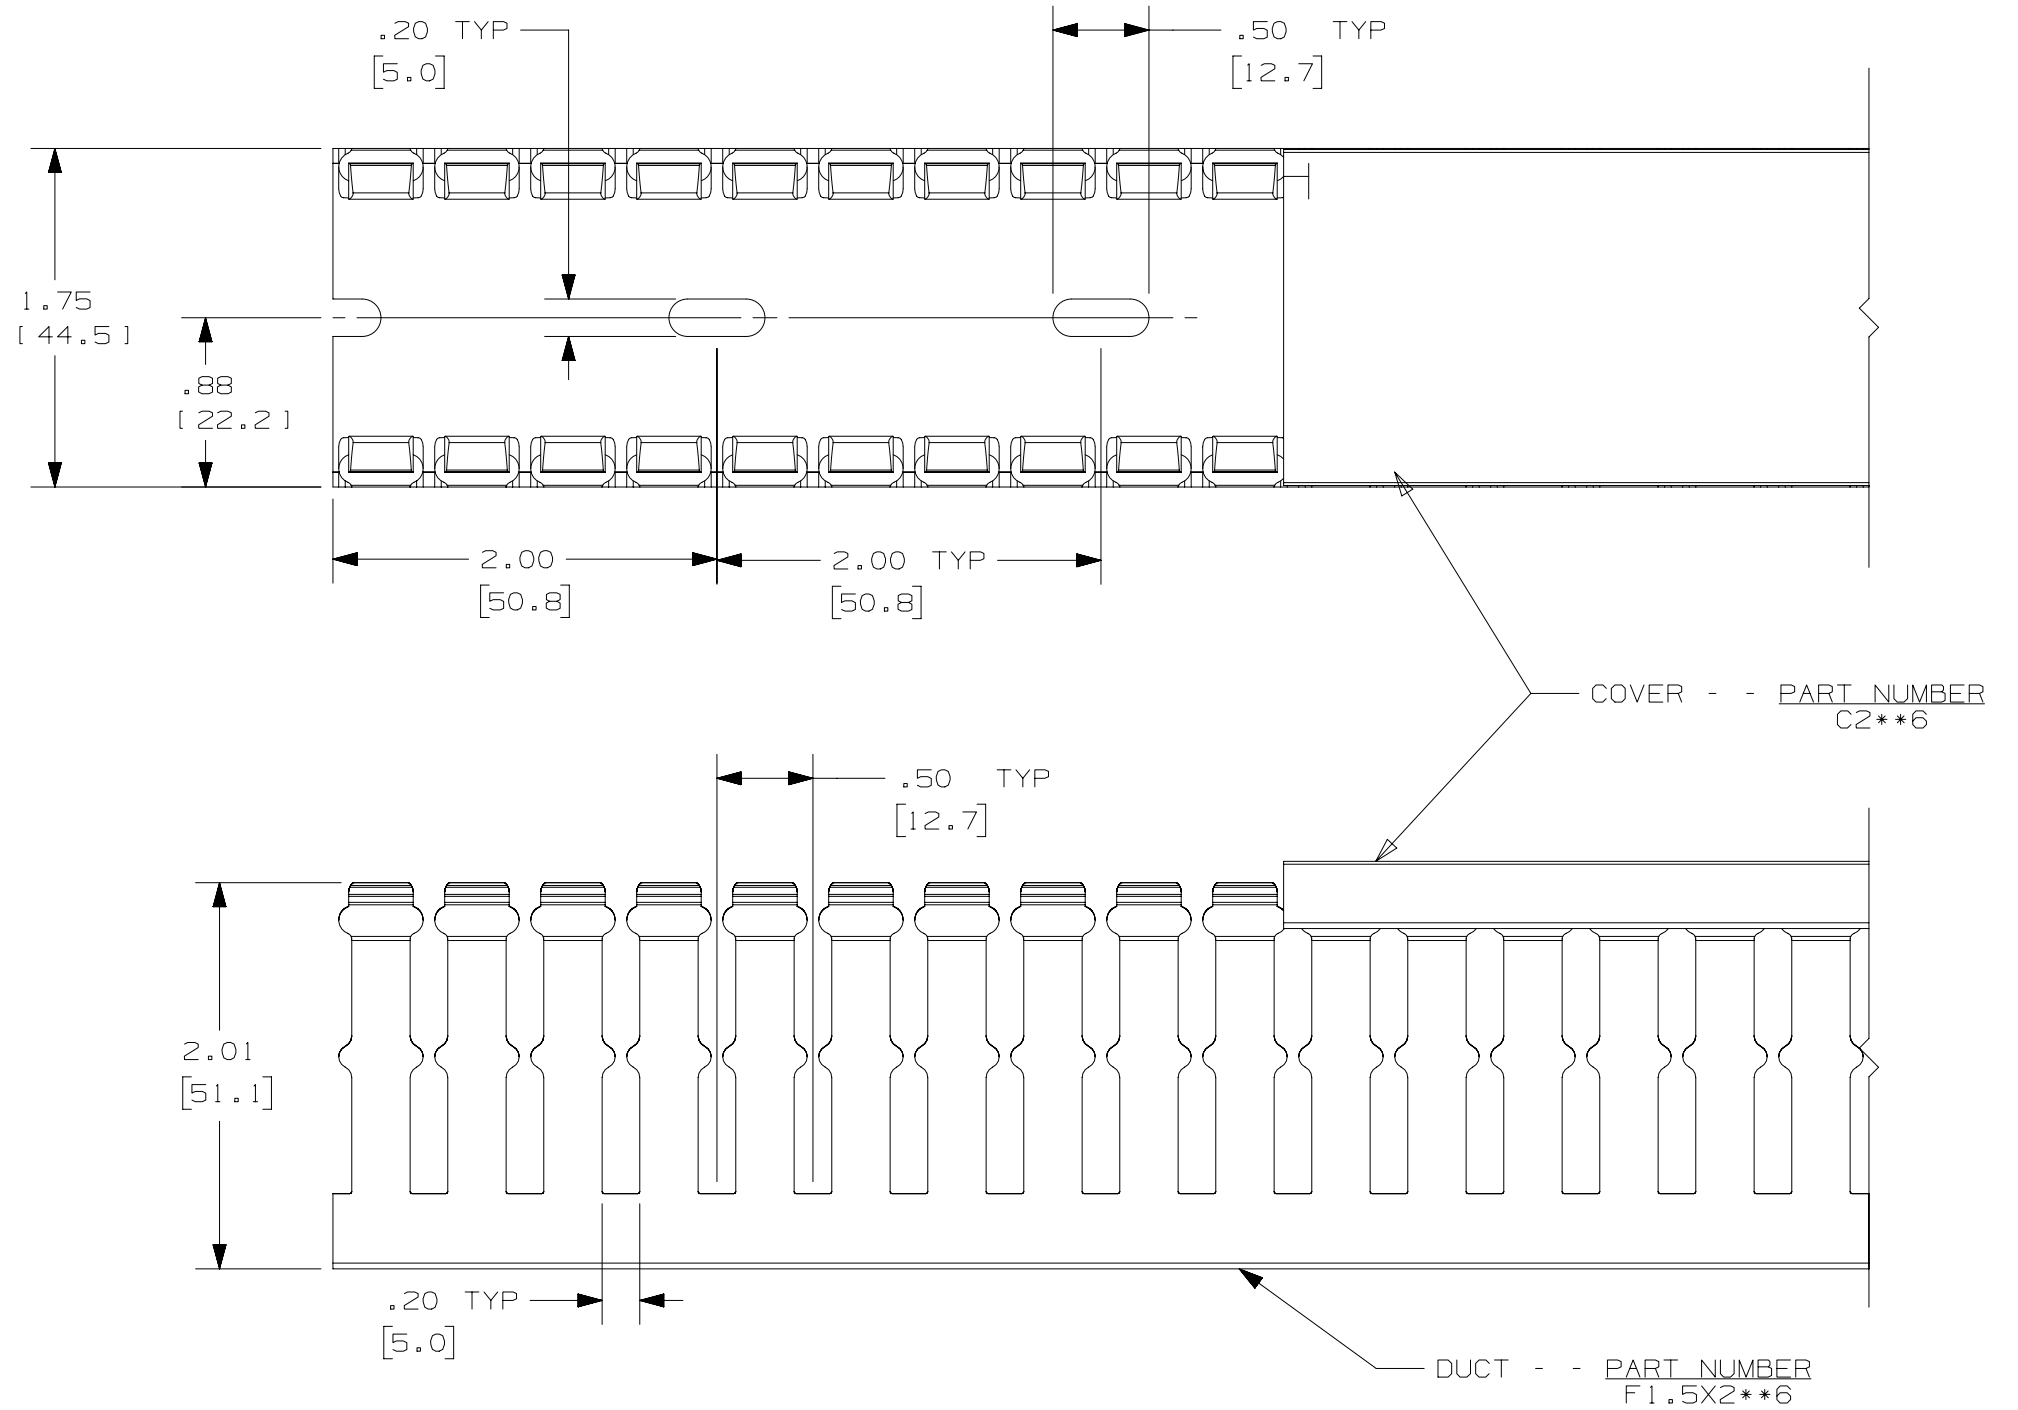 .20 TYP
[5.0]
.50 TYP
[12.7]
1.75
[44.5]
.88
[22.2]
2.00
[50.8]
2.00 TYP
[50.8]
COVER - - PART NUMBER
C2**6
.50 TYP
[12.7]
2.01
[51.1]
.20 TYP
[5.0]
DUCT - - PART NUMBER
F1.5X2**6